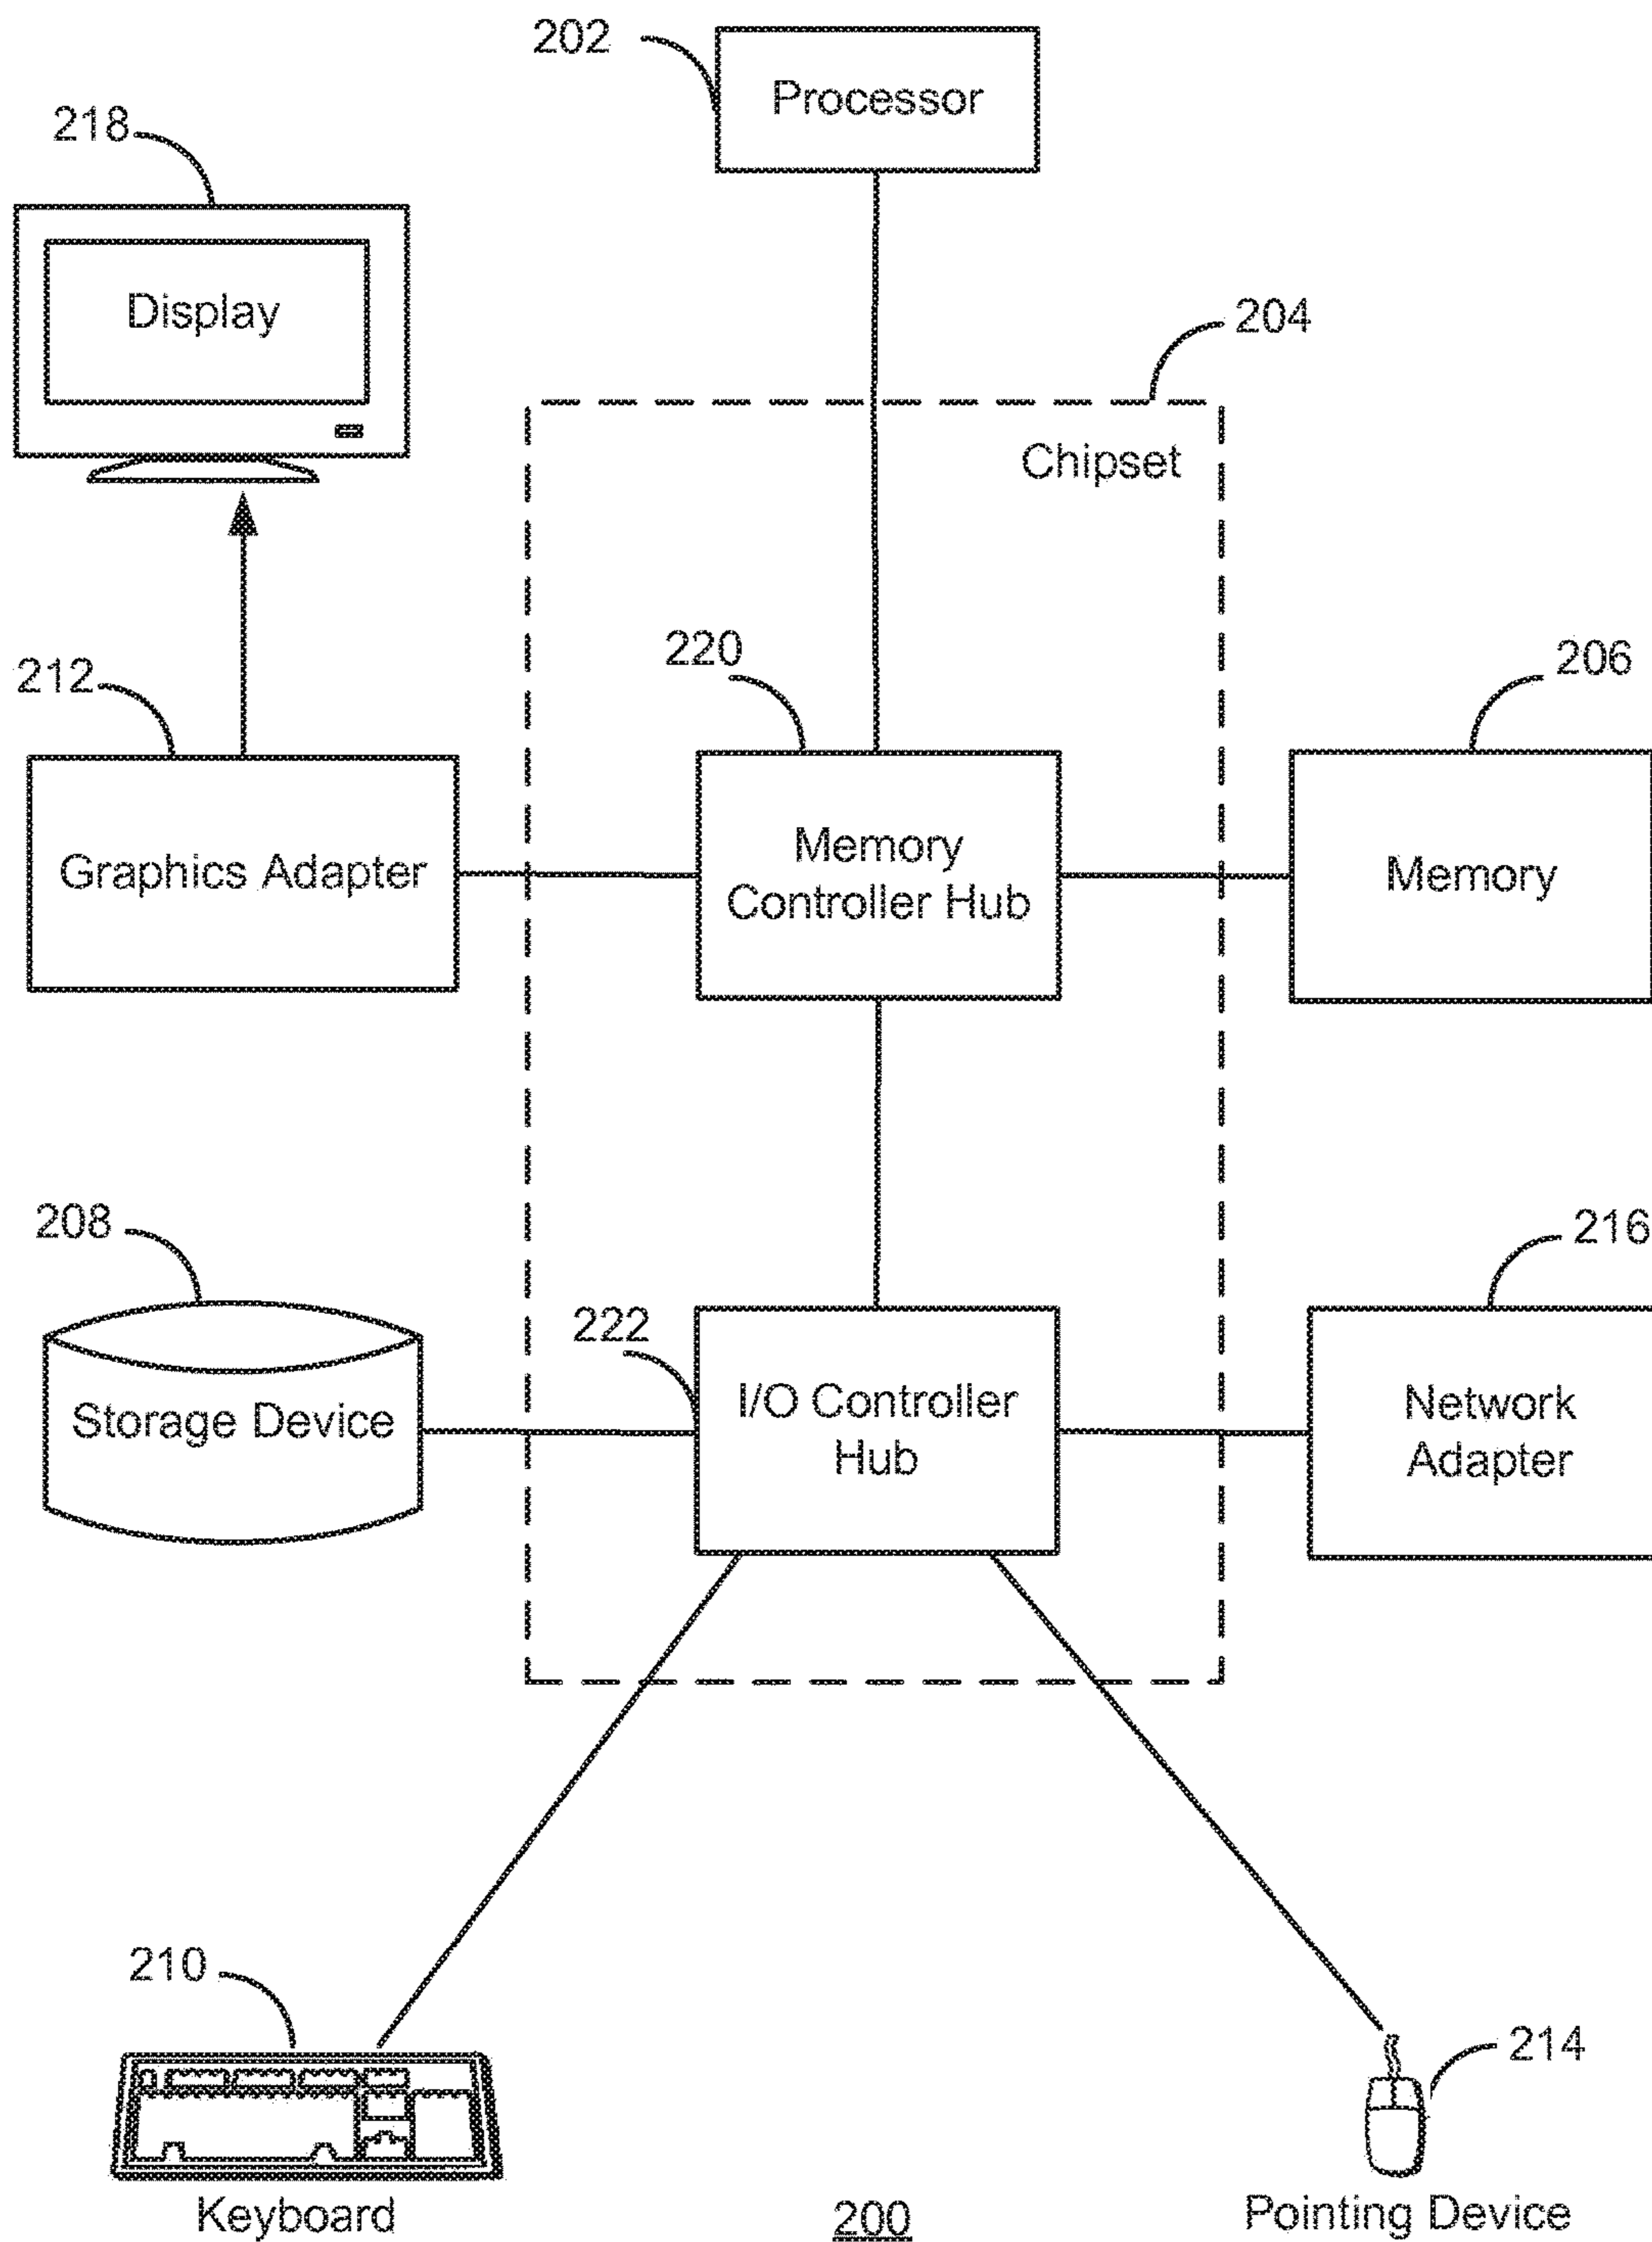 202
Processor
218
Display
204
Chipset
220
212
206
Graphics Adapter
Memory
Controller Hub
Memory
208
216
222
Storage Device
I/O Controller
Hub
Network
Adapter
210
214
Keyboard
200
Pointing Device